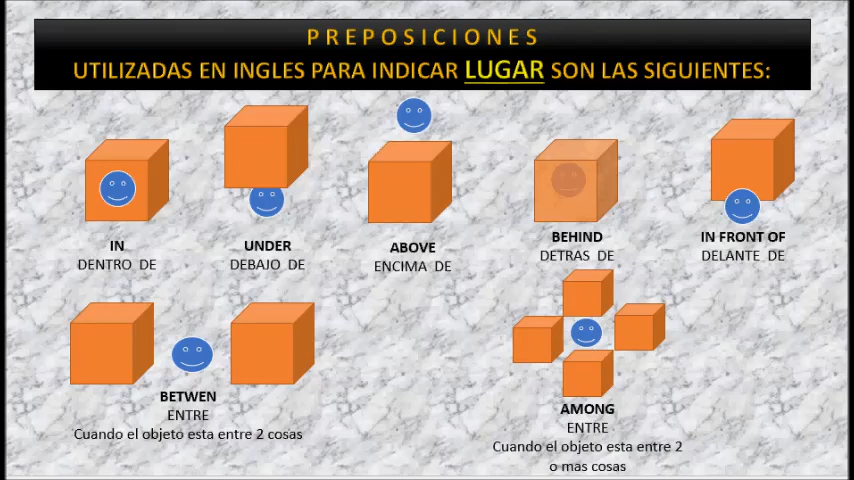 PREPOSICIONES
UTILIZADAS EN INGLES PARA INDICAR LUGAR SON LAS SIGUIENTES:
IN
DENTRO DE
UNDER
DEBAJO DE
ABOVE
ENCIMA DE
BEHIND
DETRAS DE
IN FRONT OF
DELANTE DE
BETWEN
ENTRE
Cuando el objeto esta entre 2 cosas
AMONG
ENTRE
Cuando el objeto esta entre 2
o mas cosas